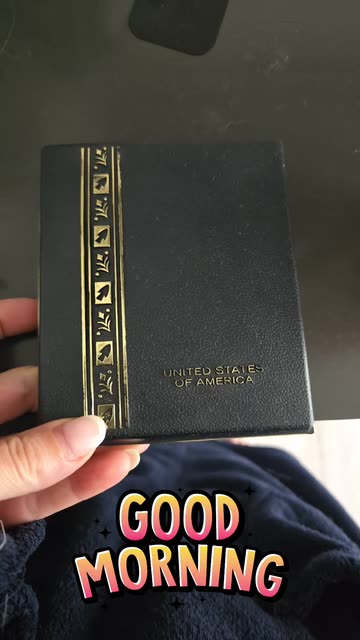 UNITED STATES
OF AMERICA
GOOD
MORNING